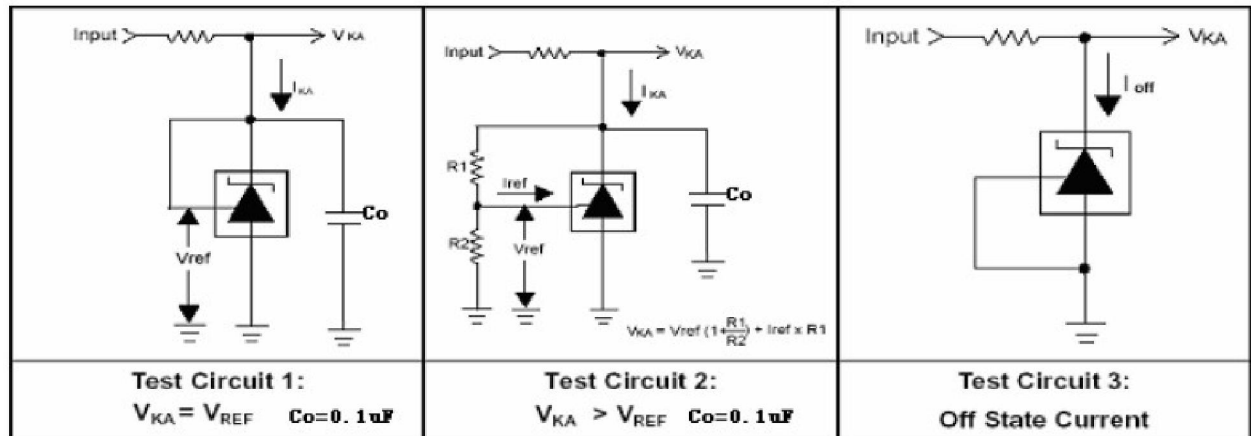 Input
VKA
IKA
Co
Vref
Test Circuit 1:
VKA = VREF Co=0.1uF
Input
VKA
IKA
R1
Iref
Co
R2
Vref
VKA = Vref (1+R1/R2) + Iref x R1
Test Circuit 2:
VKA > VREF Co=0.1uF
Input
VKA
I off
Test Circuit 3:
Off State Current